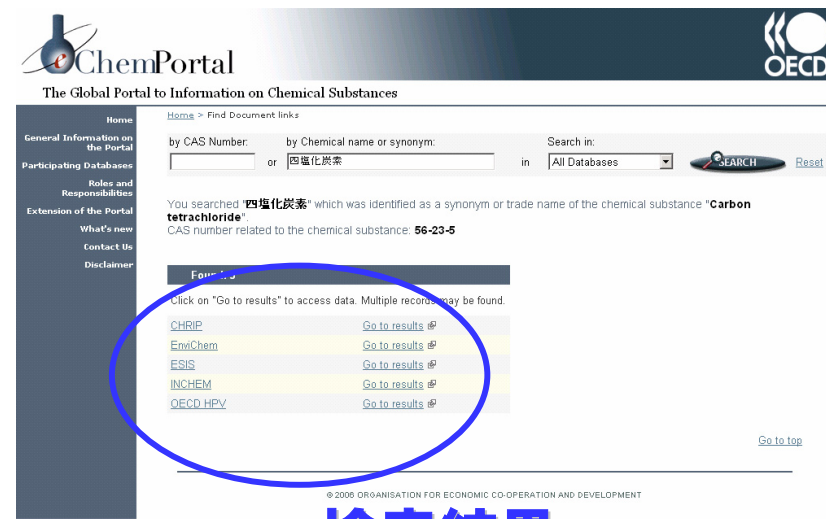 eChemPortal
OECD
The Global Portal to Information on Chemical Substances
Home
General Information on
the Portal
Participating Databases
Roles and
Responsibilities
Extension of the Portal
What's new
Contact Us
Disclaimer
Home > Find Document links
by CAS Number: by Chemical name or synonym: Search in:
or 四塩化炭素 in All Databases SEARCH Reset
You searched "四塩化炭素" which was identified as a synonym or trade name of the chemical substance "Carbon
tetrachloride".
CAS number related to the chemical substance: 56-23-5
Click on "Go to results" to access data. Multiple records may be found.
CHRIP Go to results
EnviChem Go to results
ESIS Go to results
INCHEM Go to results
OECD HPV Go to results
Go to top
© 2006 ORGANISATION FOR ECONOMIC CO-OPERATION AND DEVELOPMENT